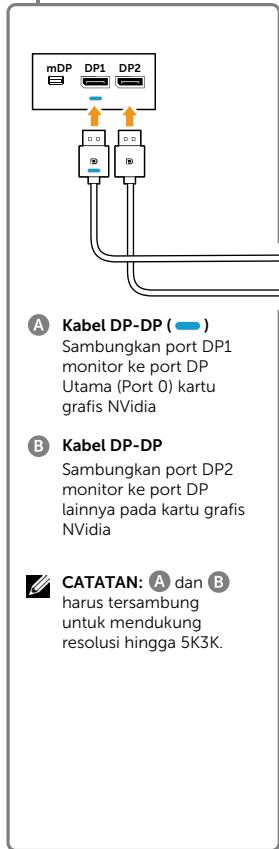 mDP DP1 DP2
A Kabel DP-DP ( )
Sambungkan port DP1
monitor ke port DP
Utama (Port 0) kartu
grafis NVidia
B Kabel DP-DP
Sambungkan port DP2
monitor ke port DP
lainnya pada kartu grafis
NVidia
CATATAN: A dan B
harus tersambung
untuk mendukung
resolusi hingga 5K3K.